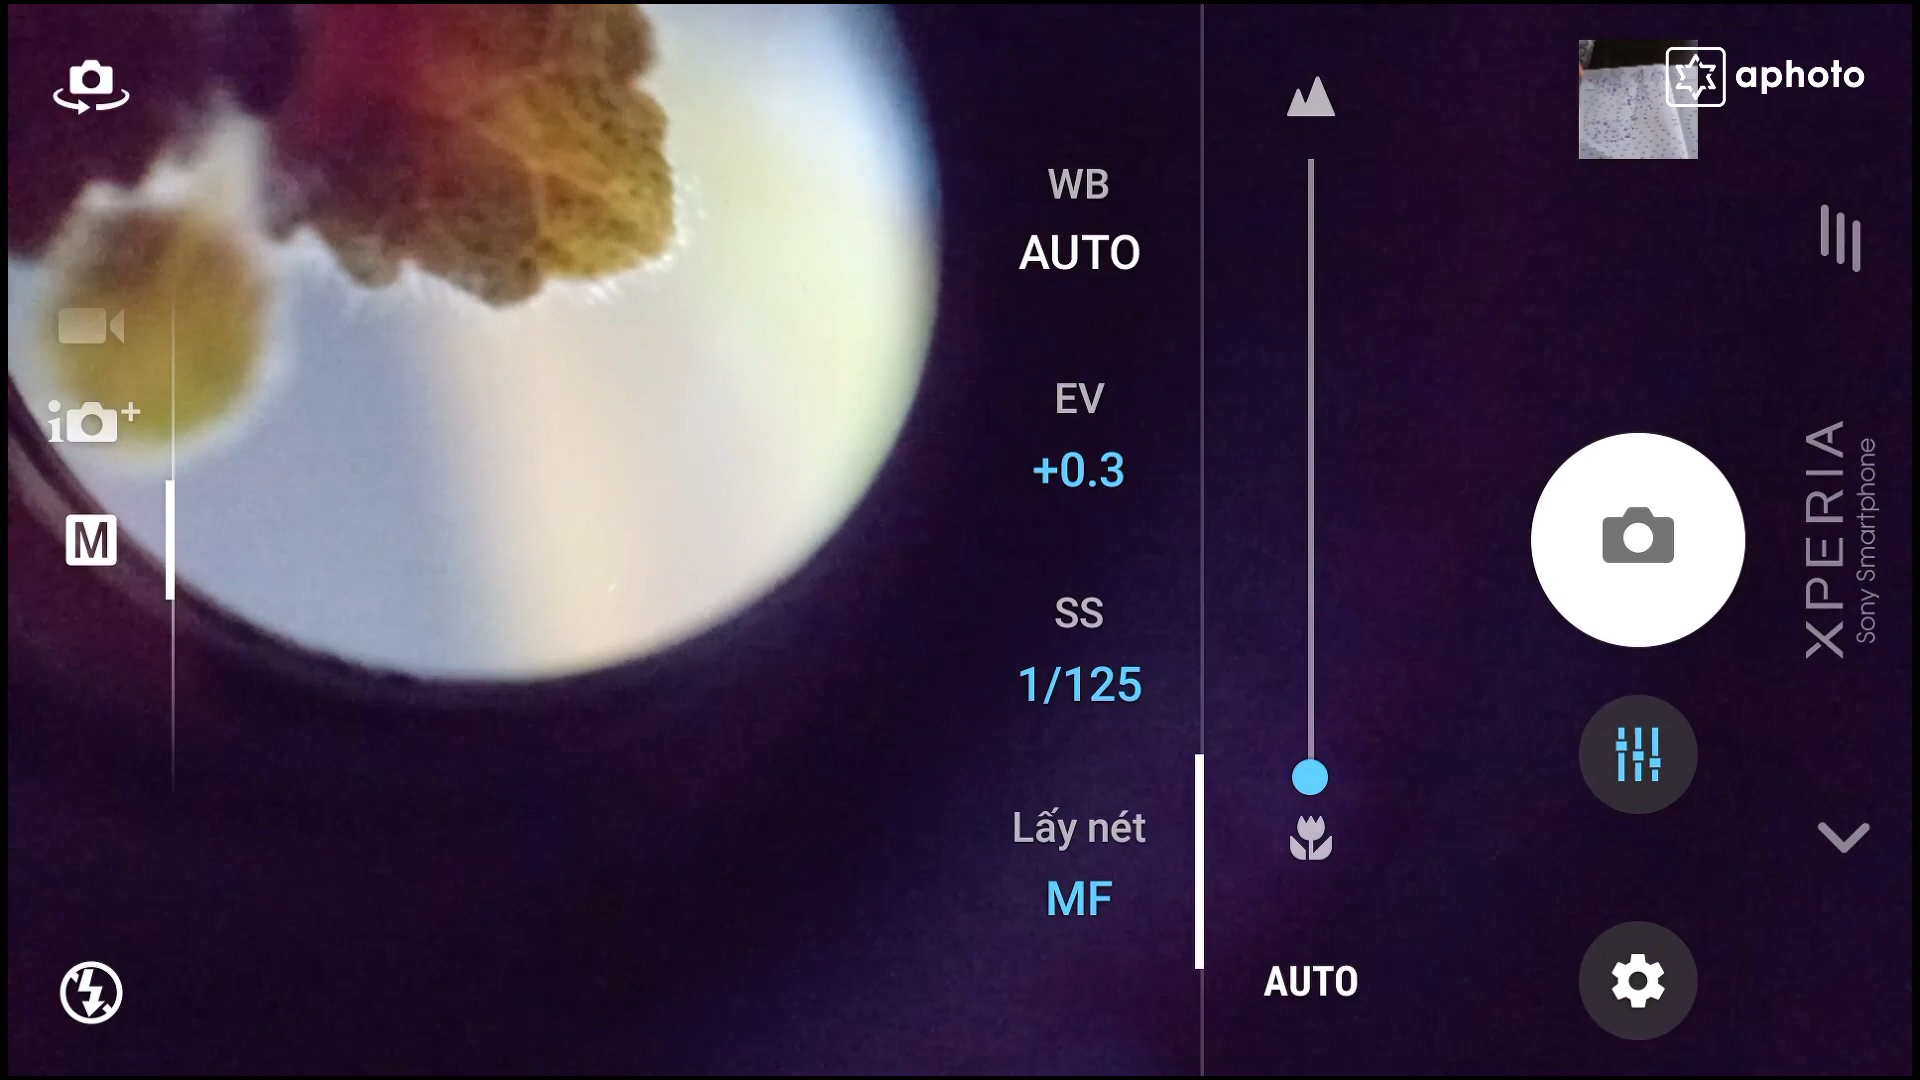 aphoto
WB
AUTO
EV
+0.3
SS
1/125
Lấy nét
MF
AUTO
i
+
M
XPERIA
Sony Smartphone